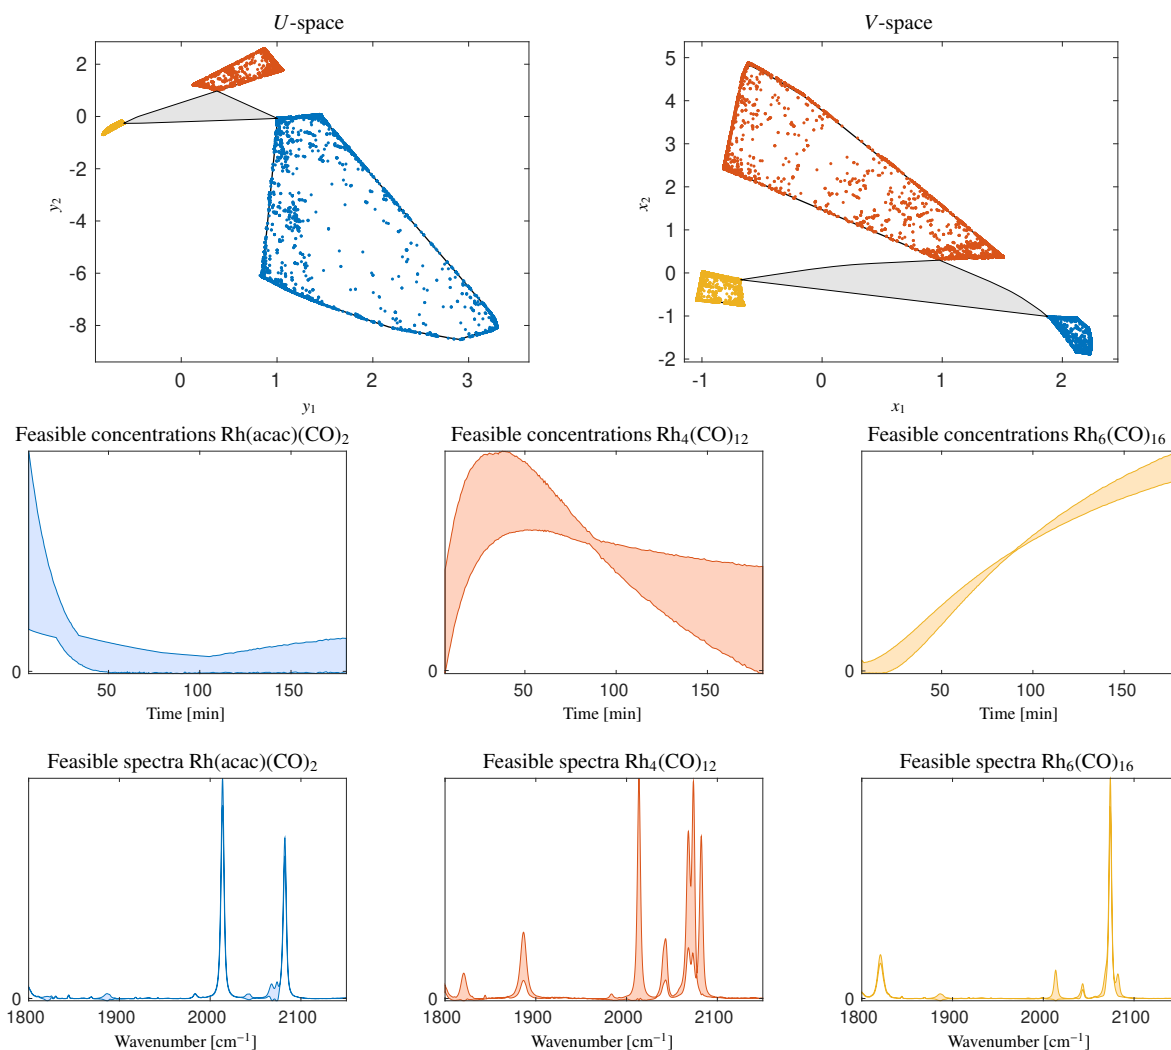 U-space
V-space
y₂
2
0
-2
-4
-6
-8
0 1 2 3
y₁
x₂
5
4
3
2
1
0
-1
-2
-1 0 1 2
x₁
Feasible concentrations Rh(acac)(CO)₂
Feasible concentrations Rh₄(CO)₁₂
Feasible concentrations Rh₆(CO)₁₆
0
50 100 150
Time [min]
0
50 100 150
Time [min]
0
50 100 150
Time [min]
Feasible spectra Rh(acac)(CO)₂
Feasible spectra Rh₄(CO)₁₂
Feasible spectra Rh₆(CO)₁₆
0
1800 1900 2000 2100
Wavenumber [cm⁻¹]
0
1800 1900 2000 2100
Wavenumber [cm⁻¹]
0
1800 1900 2000 2100
Wavenumber [cm⁻¹]